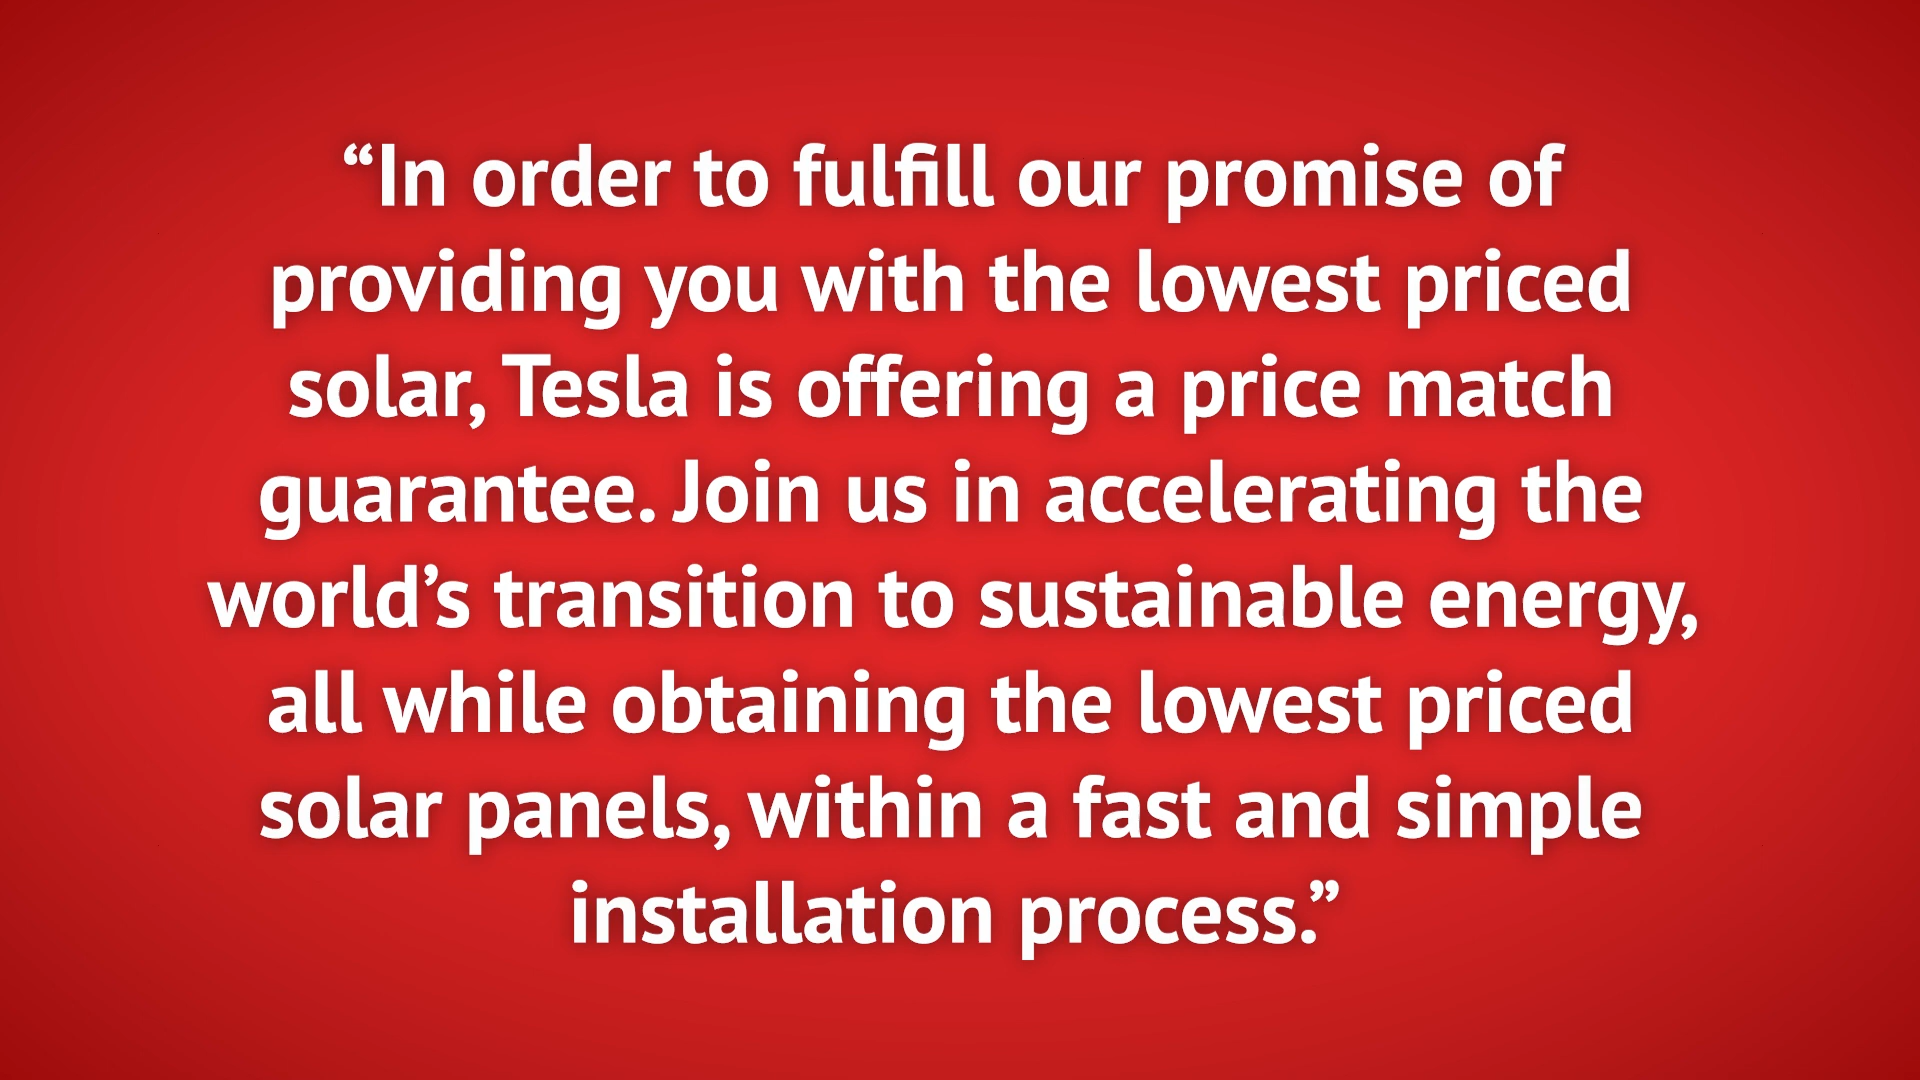 “In order to fulfill our promise of
providing you with the lowest priced
solar, Tesla is offering a price match
guarantee. Join us in accelerating the
world’s transition to sustainable energy,
all while obtaining the lowest priced
solar panels, within a fast and simple
installation process.”